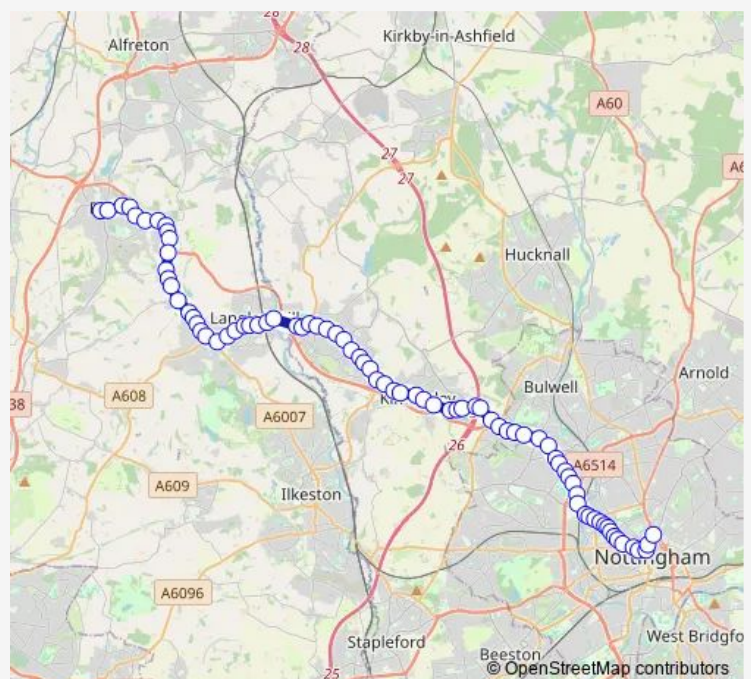 28
Alfreton
28
Kirkby-in-Ashfield
A60
27
27
Hucknall
Bulwell
Arnold
38
A608
A6007
26
A6514
A609
Ilkeston
Nottingham
A6096
Stapleford
West Bridgfo
25
Beeston
© OpenStreetMap contributors